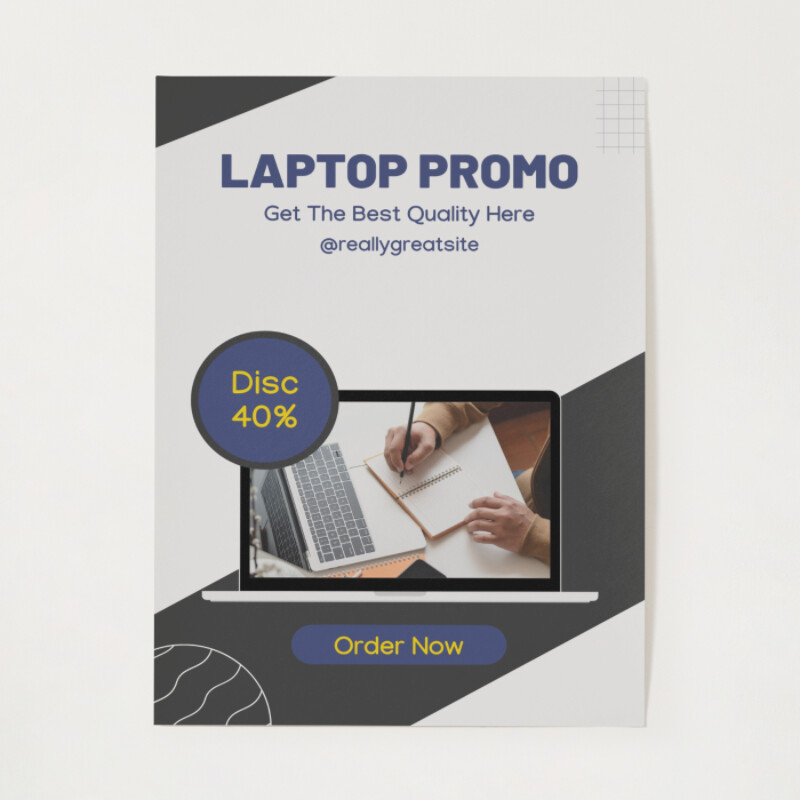 LAPTOP PROMO
Get The Best Quality Here
@reallygreatsite
Disc
40%
Order Now